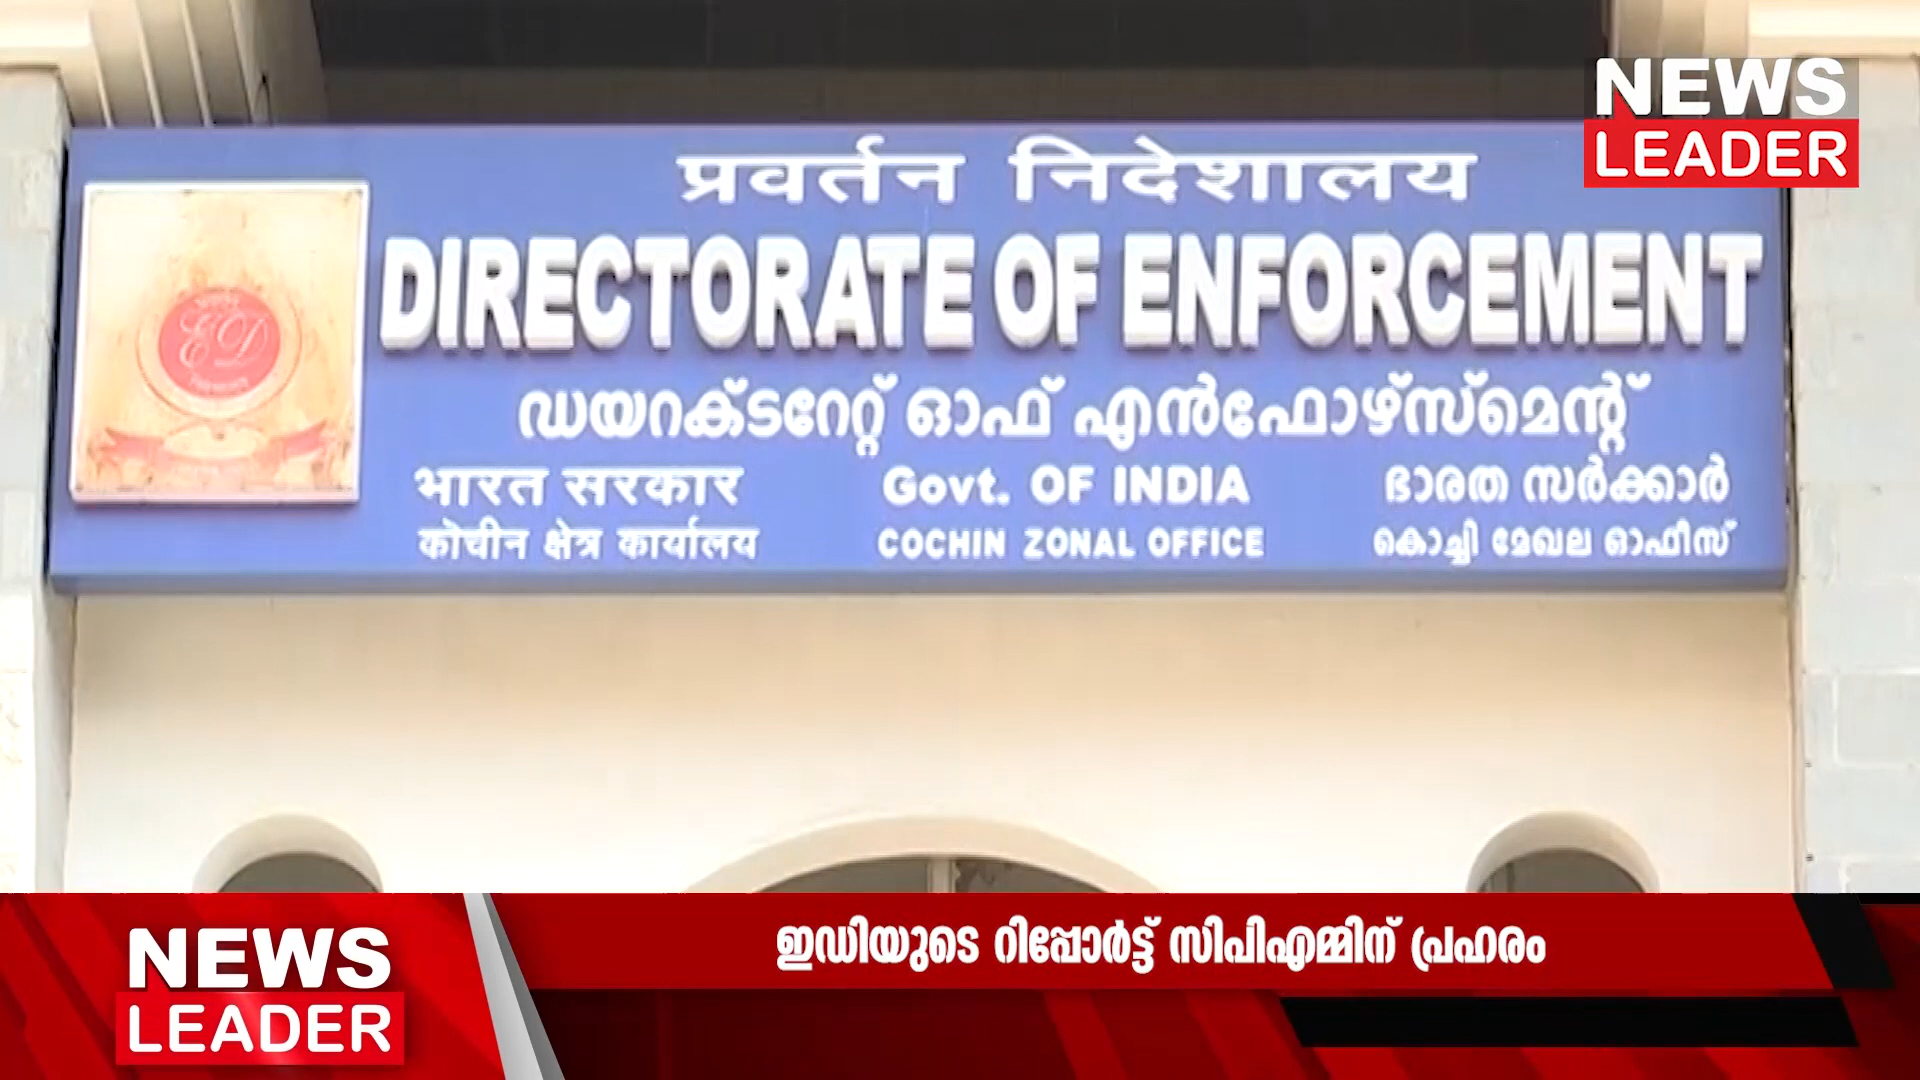 NEWS
LEADER
प्रवर्तन निदेशालय
DIRECTORATE OF ENFORCEMENT
ഡയറക്ടറേറ്റ് ഓഫ് എൻഫോഴ്സ്മെന്റ്
भारत सरकार Govt. OF INDIA ഭാരത സർക്കാർ
कोचीन क्षेत्र कार्यालय COCHIN ZONAL OFFICE കൊച്ചി മേഖല ഓഫീസ്
ED
ഇഡിയുടെ റിപ്പോർട്ട് സിപിഎമ്മിന് പ്രഹരം
NEWS
LEADER